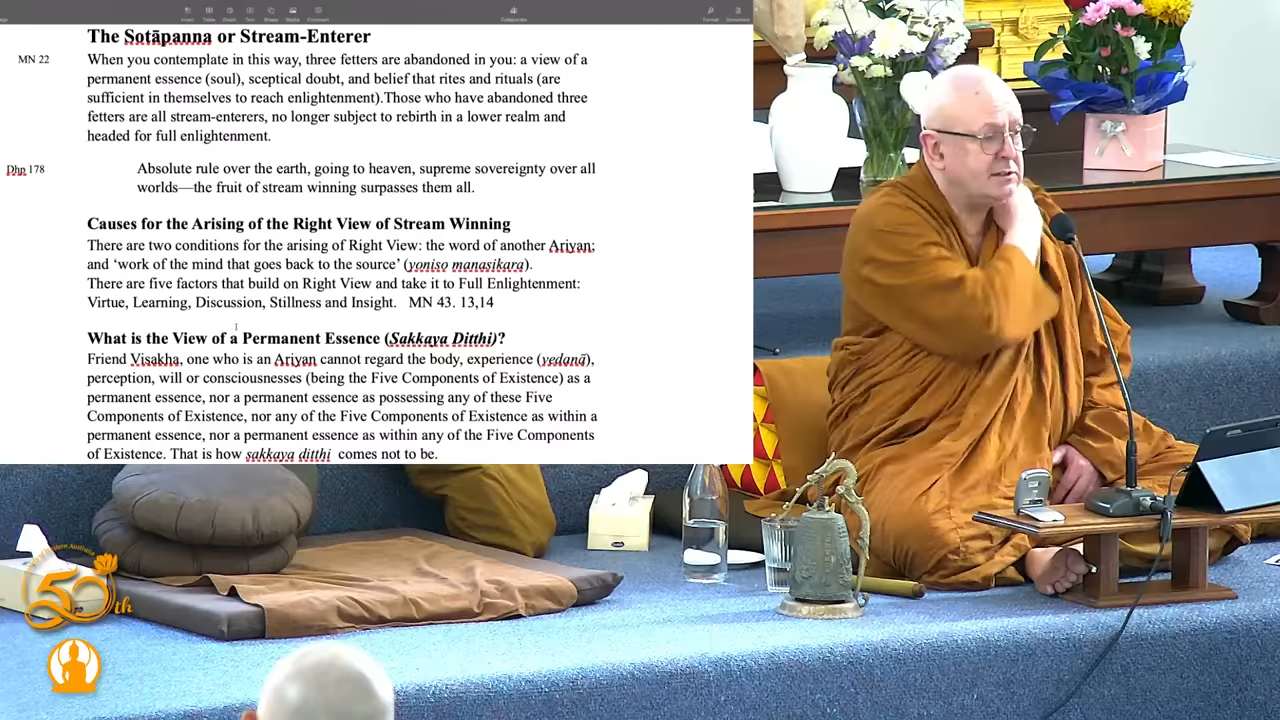 Insert
Table
Chart
Text
Shape
Media
Comment
Collaborate
Format
Document
The Sotāpanna or Stream-Enterer
MN 22
When you contemplate in this way, three fetters are abandoned in you: a view of a
permanent essence (soul), sceptical doubt, and belief that rites and rituals (are
sufficient in themselves to reach enlightenment).Those who have abandoned three
fetters are all stream-enterers, no longer subject to rebirth in a lower realm and
headed for full enlightenment.
Dhp 178
Absolute rule over the earth, going to heaven, supreme sovereignty over all
worlds—the fruit of stream winning surpasses them all.
Causes for the Arising of the Right View of Stream Winning
There are two conditions for the arising of Right View: the word of another Ariyan;
and ‘work of the mind that goes back to the source’ (yoniso manasikara).
There are five factors that build on Right View and take it to Full Enlightenment:
Virtue, Learning, Discussion, Stillness and Insight. MN 43. 13,14
What is the View of a Permanent Essence (Sakkaya Ditthi)?
Friend Visakha, one who is an Ariyan cannot regard the body, experience (vedanā),
perception, will or consciousnesses (being the Five Components of Existence) as a
permanent essence, nor a permanent essence as possessing any of these Five
Components of Existence, nor any of the Five Components of Existence as within a
permanent essence, nor a permanent essence as within any of the Five Components
of Existence. That is how sakkaya ditthi comes not to be.
50th